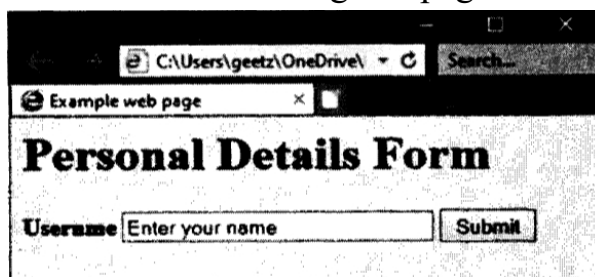 C:\Users\geetz\OneDrive\ Search...
Example web page
Personal Details Form
Username Enter your name Submit